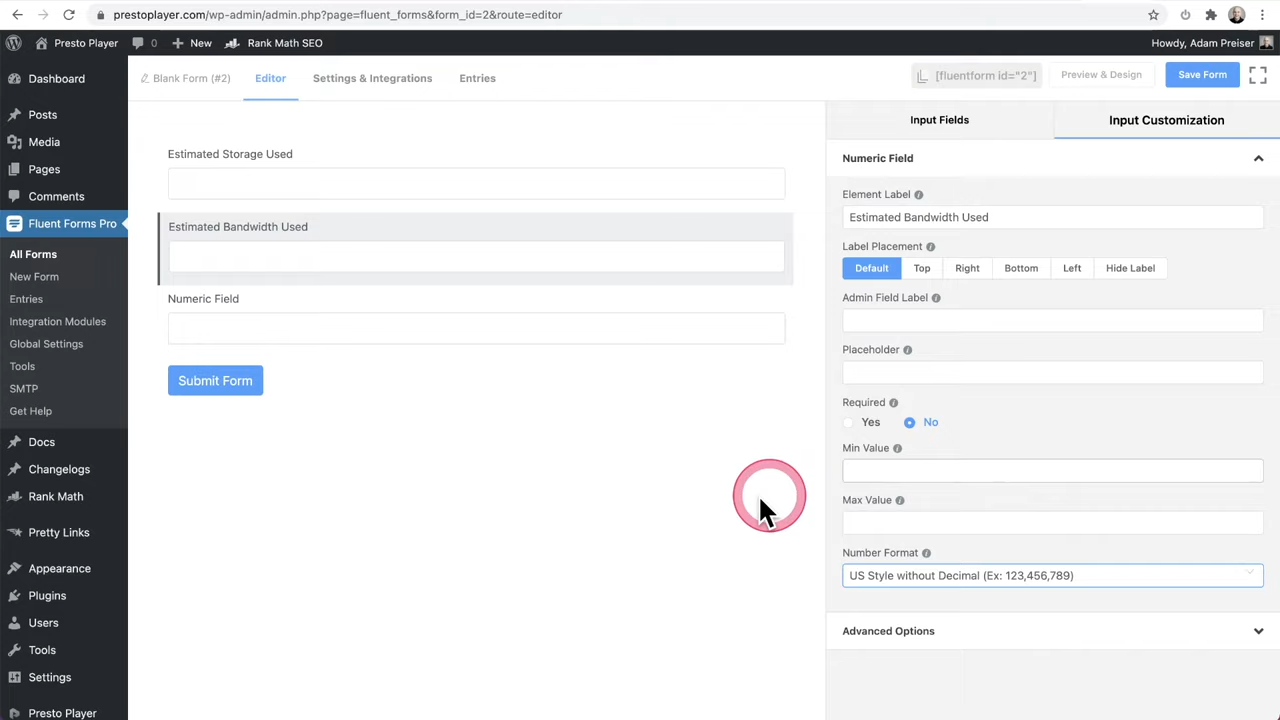 prestoplayer.com/wp-admin/admin.php?page=fluent_forms&form_id=2&route=editor
Presto Player
0
New
Rank Math SEO
Howdy, Adam Preiser
Dashboard
Posts
Media
Pages
Comments
Fluent Forms Pro
All Forms
New Form
Entries
Integration Modules
Global Settings
Tools
SMTP
Get Help
Docs
Changelogs
Rank Math
Pretty Links
Appearance
Plugins
Users
Tools
Settings
Presto Player
Blank Form (#2)
Editor
Settings & Integrations
Entries
[fluentform id="2"]
Preview & Design
Save Form
Estimated Storage Used
Estimated Bandwidth Used
Numeric Field
Submit Form
Input Fields
Input Customization
Numeric Field
Element Label
Estimated Bandwidth Used
Label Placement
Default
Top
Right
Bottom
Left
Hide Label
Admin Field Label
Placeholder
Required
Yes
No
Min Value
Max Value
Number Format
US Style without Decimal (Ex: 123,456,789)
Advanced Options